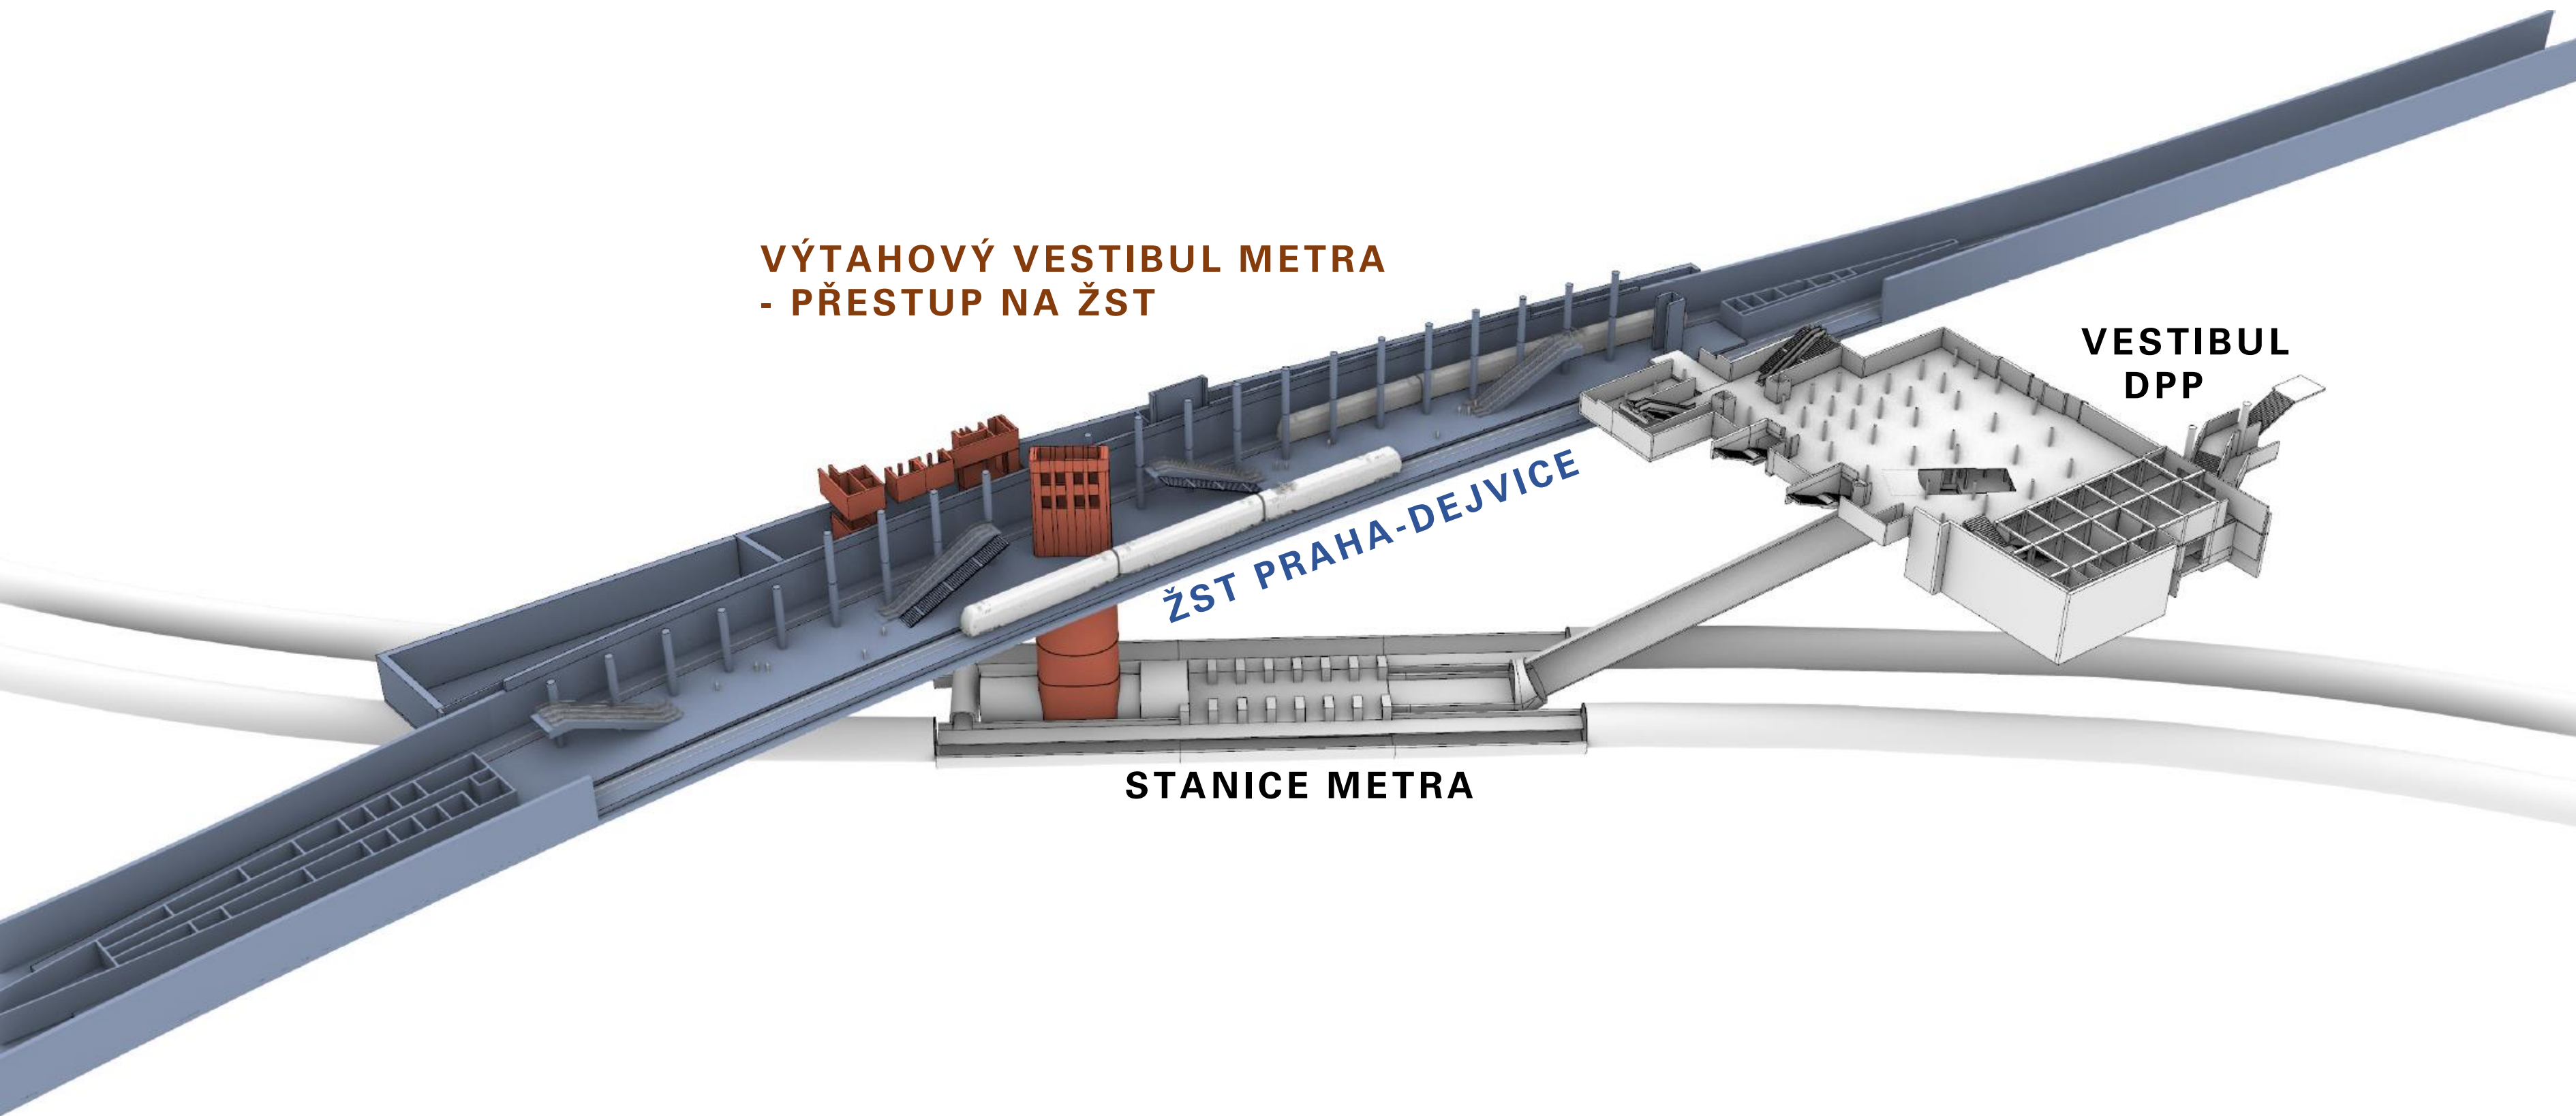 VÝTAHOVÝ VESTIBUL METRA
- PŘESTUP NA ŽST
VESTIBUL
DPP
ŽST PRAHA-DEJVICE
STANICE METRA